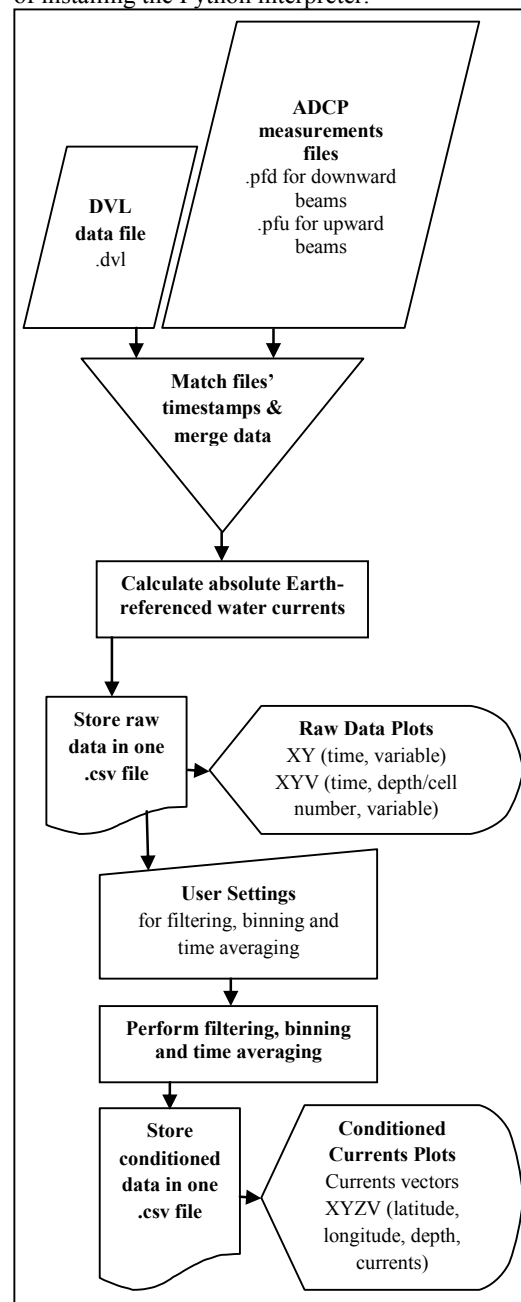 of installing the Python interpreter.
ADCP
measurements
files
.pfd for downward
beams
.pfu for upward
beams
DVL
data file
.dvl
Match files’
timestamps &
merge data
Calculate absolute Earth-
referenced water currents
Store raw
data in one
.csv file
Raw Data Plots
XY (time, variable)
XYV (time, depth/cell
number, variable)
User Settings
for filtering, binning and
time averaging
Perform filtering, binning
and time averaging
Store
conditioned
data in one
.csv file
Conditioned
Currents Plots
Currents vectors
XYZV (latitude,
longitude, depth,
currents)